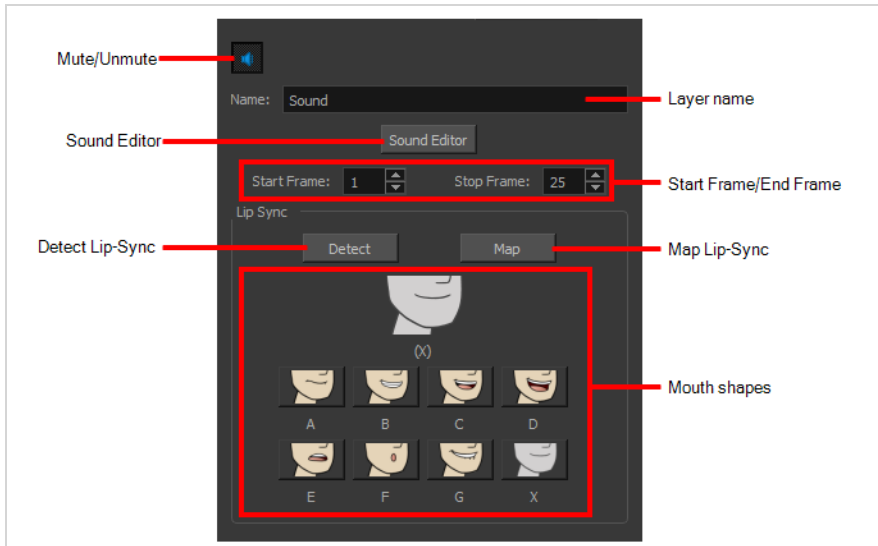 Mute/Unmute
Name: Sound
Layer name
Sound Editor
Sound Editor
Start Frame: 1 Stop Frame: 25
Start Frame/End Frame
Lip Sync
Detect Lip-Sync
Detect
Map
Map Lip-Sync
(X)
Mouth shapes
A B C D
E F G X